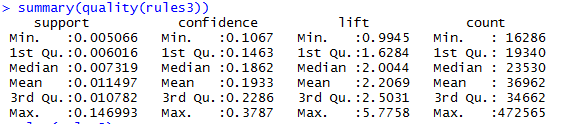 > summary(quality(rules3))
support confidence lift count
Min. :0.005066 Min. :0.1067 Min. :0.9945 Min. : 16286
1st Qu.:0.006016 1st Qu.:0.1463 1st Qu.:1.6284 1st Qu.: 19340
Median :0.007319 Median :0.1862 Median :2.0044 Median : 23530
Mean :0.011497 Mean :0.1933 Mean :2.2069 Mean : 36962
3rd Qu.:0.010782 3rd Qu.:0.2286 3rd Qu.:2.5031 3rd Qu.: 34662
Max. :0.146993 Max. :0.3787 Max. :5.7758 Max. :472565